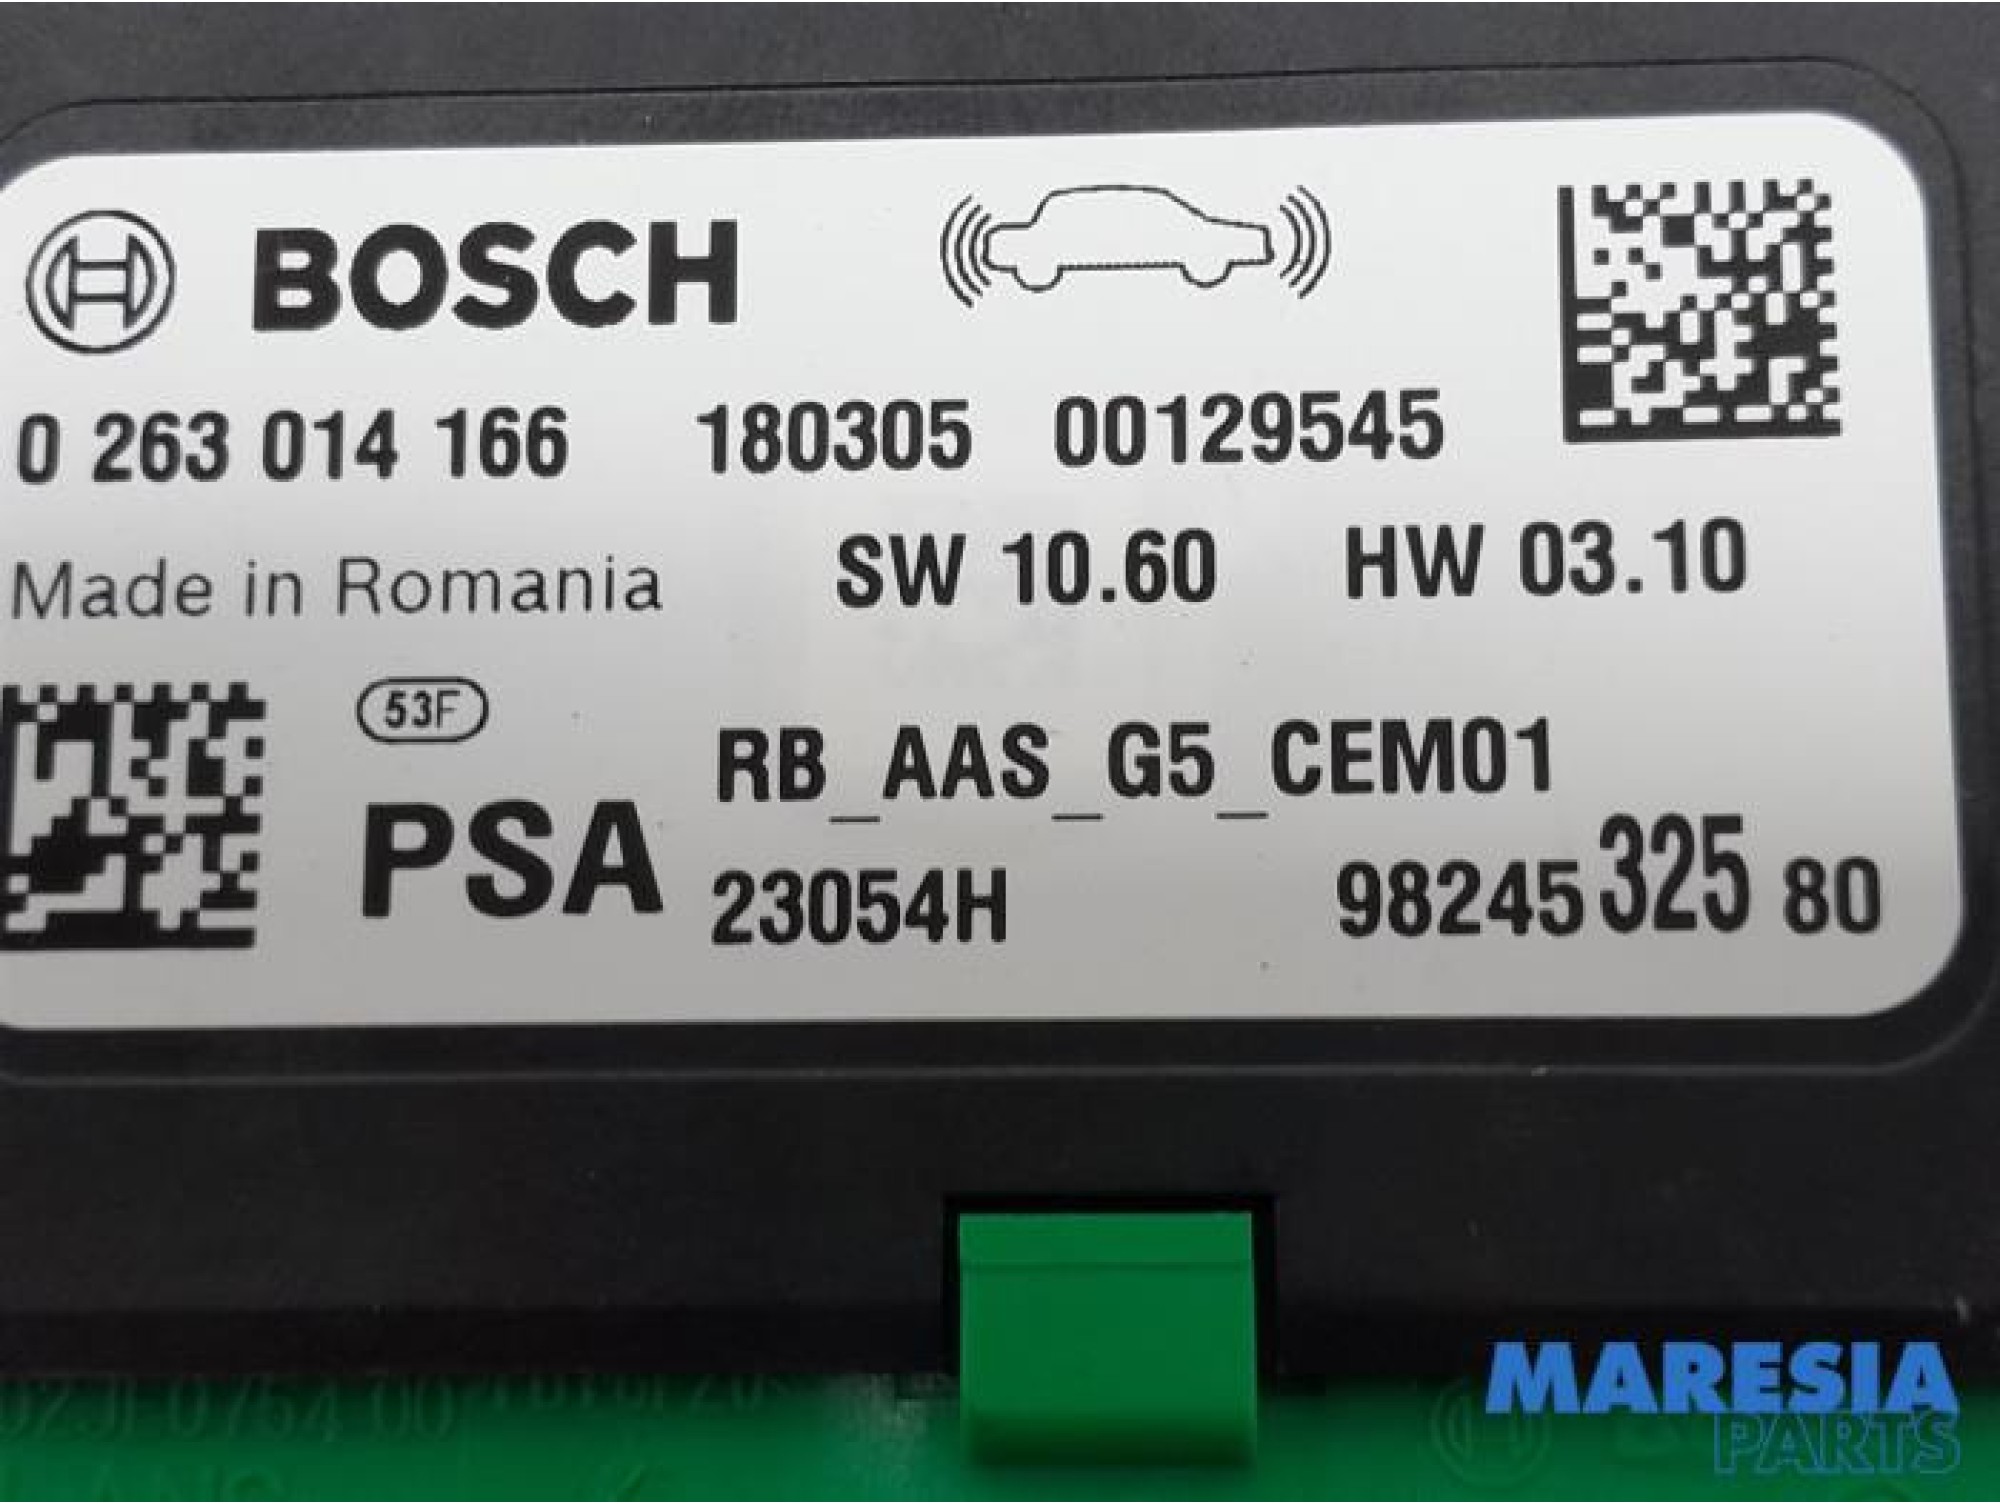 BOSCH
0 263 014 166 180305 00129545
Made in Romania SW 10.60 HW 03.10
53F
PSA RB_AAS_G5_CEM01
23054H 98245 325 80
MARESIA
PARTS